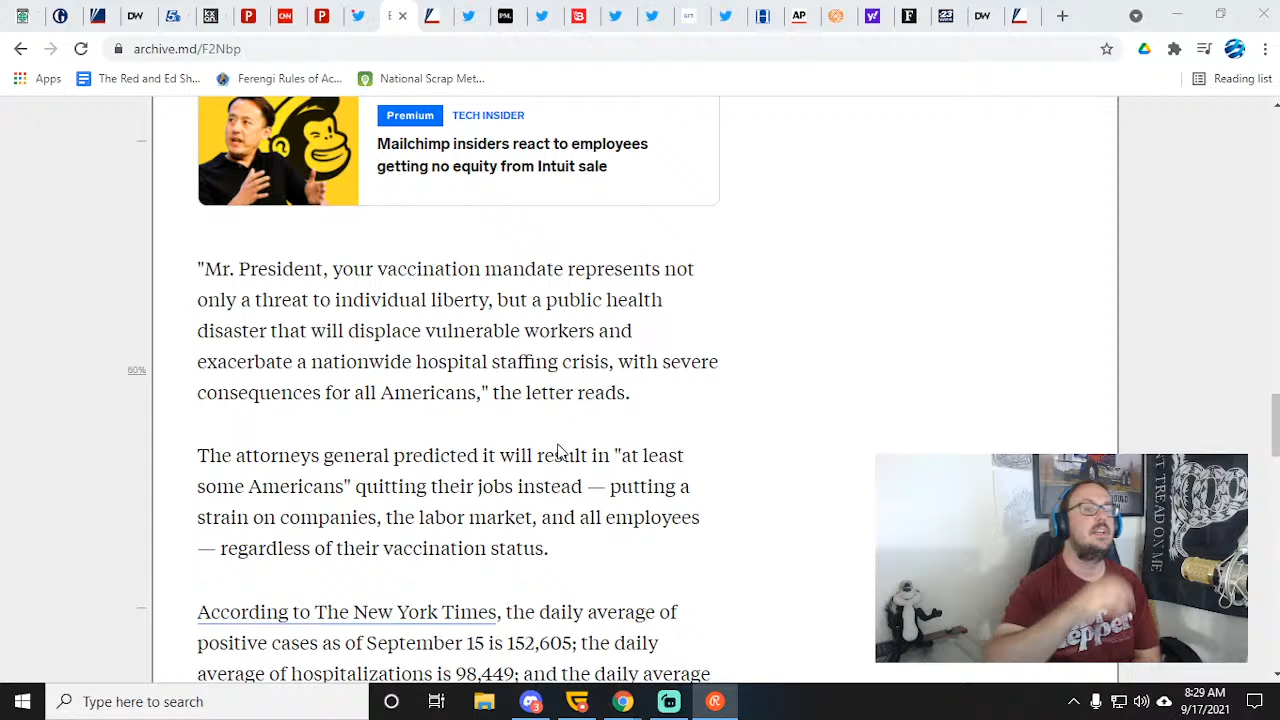 archive.md/F2Nbp
Apps
The Red and Ed Sh...
Ferengi Rules of Ac...
National Scrap Met...
Reading list
Premium
TECH INSIDER
Mailchimp insiders react to employees
getting no equity from Intuit sale
"Mr. President, your vaccination mandate represents not
only a threat to individual liberty, but a public health
disaster that will displace vulnerable workers and
exacerbate a nationwide hospital staffing crisis, with severe
consequences for all Americans," the letter reads.
60%
The attorneys general predicted it will result in "at least
some Americans" quitting their jobs instead — putting a
strain on companies, the labor market, and all employees
— regardless of their vaccination status.
According to The New York Times, the daily average of
positive cases as of September 15 is 152,605; the daily
average of hospitalizations is 98,449; and the daily average
T TREAD ON ME
Type here to search
3
8:29 AM
9/17/2021